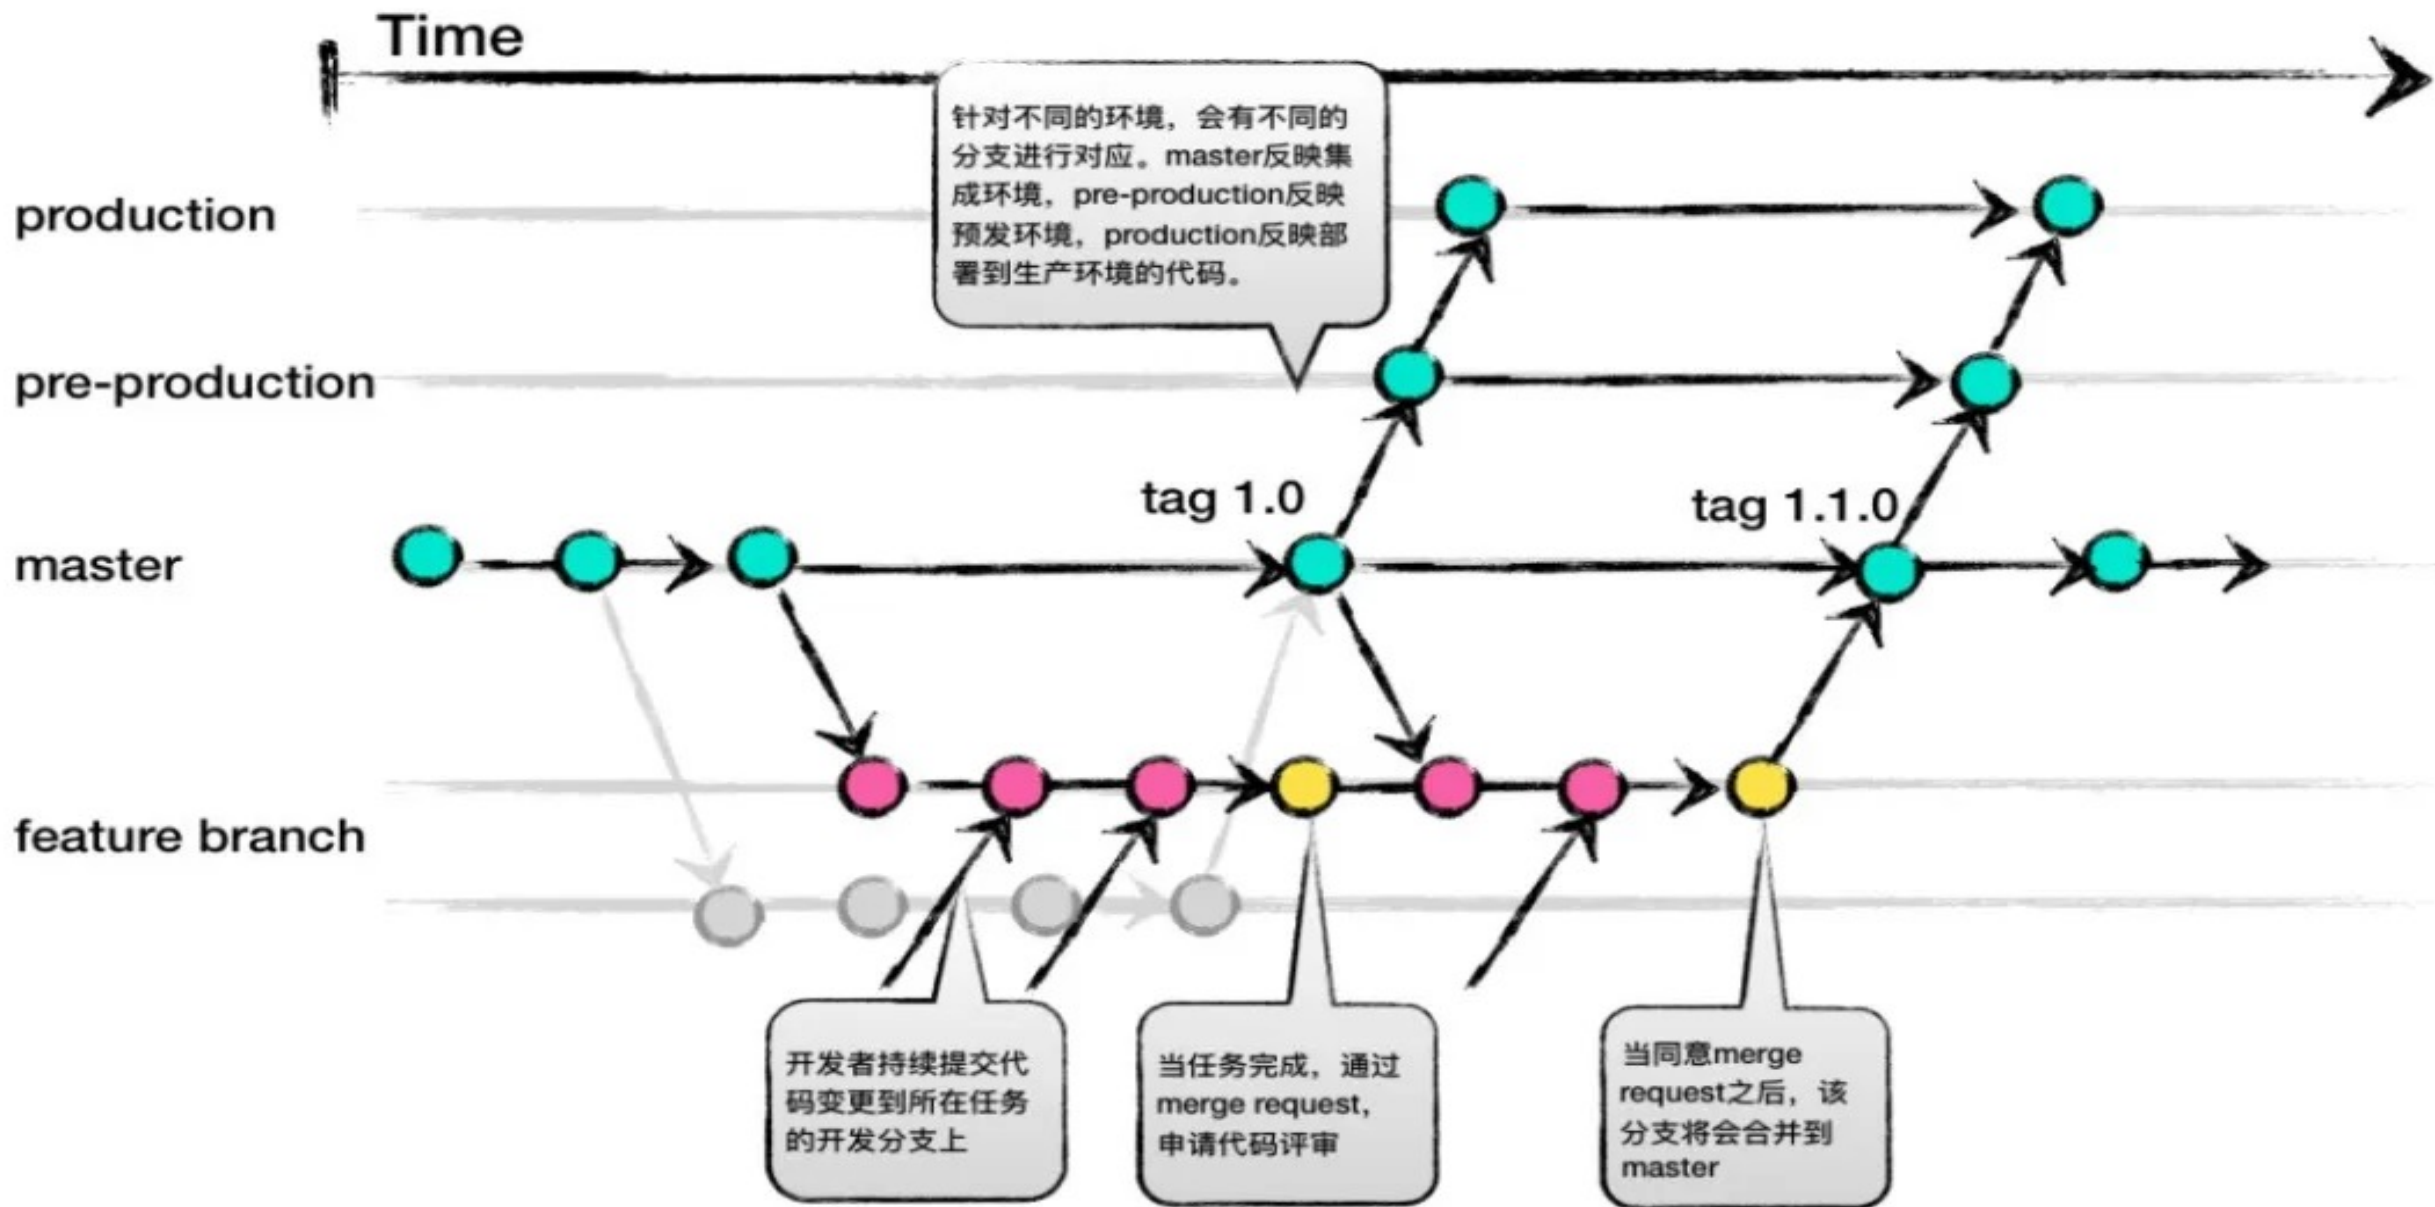 Time
针对不同的环境，会有不同的
分支进行对应。master反映集
成环境，pre-production反映
预发环境，production反映部
署到生产环境的代码。
production
pre-production
tag 1.0
tag 1.1.0
master
feature branch
开发者持续提交代
码变更到所在任务
的开发分支上
当任务完成，通过
merge request,
申请代码评审
当同意merge
request之后，该
分支将会合并到
master